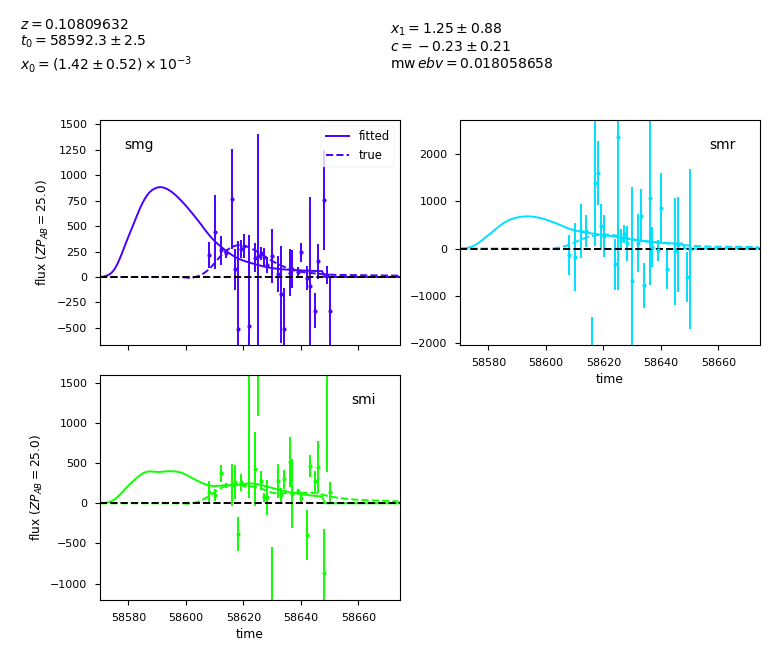 z = 0.10809632
t₀ = 58592.3 ± 2.5
x₀ = (1.42 ± 0.52) × 10⁻³
x₁ = 1.25 ± 0.88
c = −0.23 ± 0.21
mw ebv = 0.018058658
smg
fitted
true
1500
1250
1000
750
500
250
0
−250
−500
flux (ZP_AB = 25.0)
smr
2000
1000
0
−1000
−2000
58580 58600 58620 58640 58660
time
smi
1500
1000
500
0
−500
−1000
flux (ZP_AB = 25.0)
58580 58600 58620 58640 58660
time